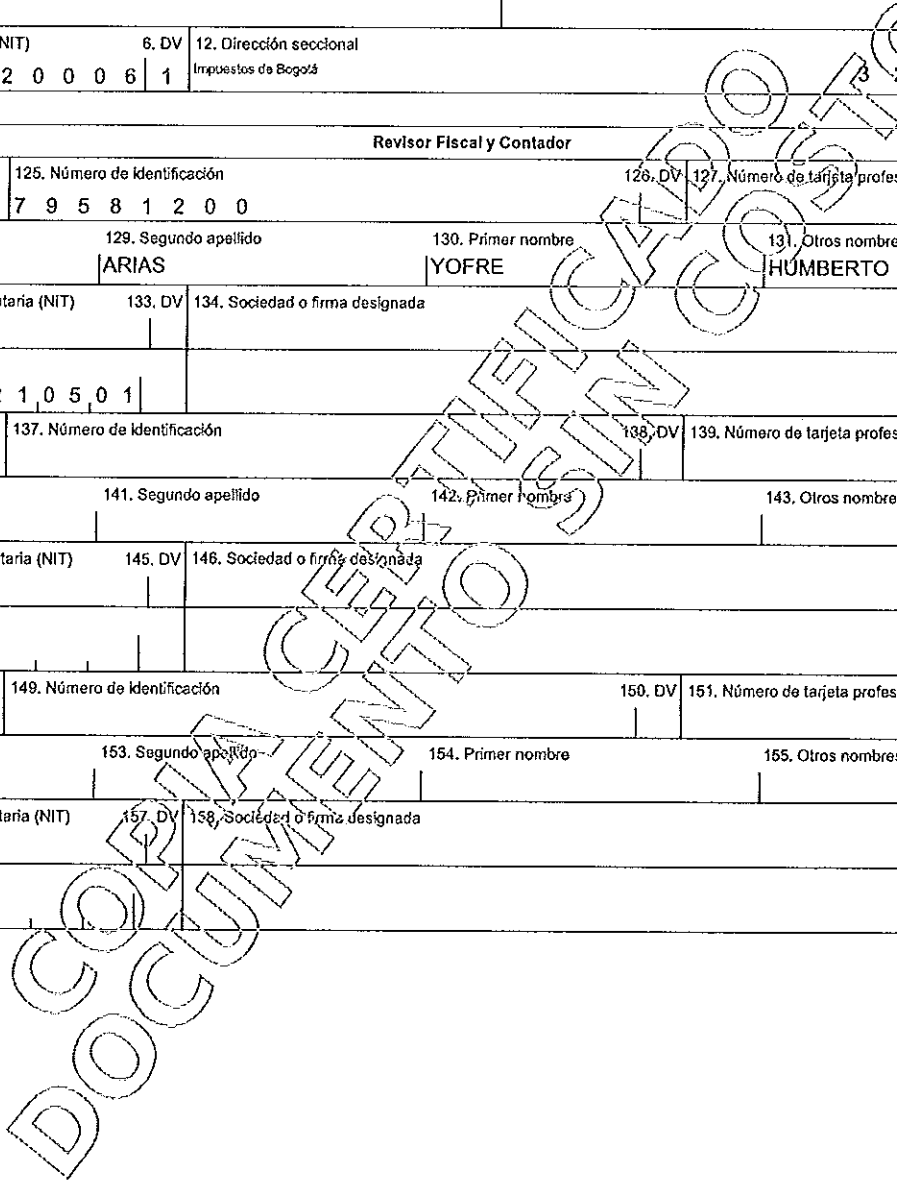 NIT) 6. DV 12. Dirección seccional
2 0 0 0 6 1 Impuestos de Bogotá 3
Revisor Fiscal y Contador
125. Número de identificación 126. DV 127. Número de tarjeta profes
7 9 5 8 1 2 0 0
129. Segundo apellido 130. Primer nombre 131. Otros nombre
ARIAS YOFRE HUMBERTO
taria (NIT) 133. DV 134. Sociedad o firma designada
1 0 5 0 1
137. Número de identificación 138. DV 139. Número de tarjeta profes
141. Segundo apellido 142. Primer nombre 143. Otros nombre
taria (NIT) 145. DV 146. Sociedad o firma designada
149. Número de identificación 150. DV 151. Número de tarjeta profes
153. Segundo apellido 154. Primer nombre 155. Otros nombres
taria (NIT) 157. DV 158. Sociedad o firma designada
COPIA CERTIFICADO
DOCUMENTO SIN COSTO